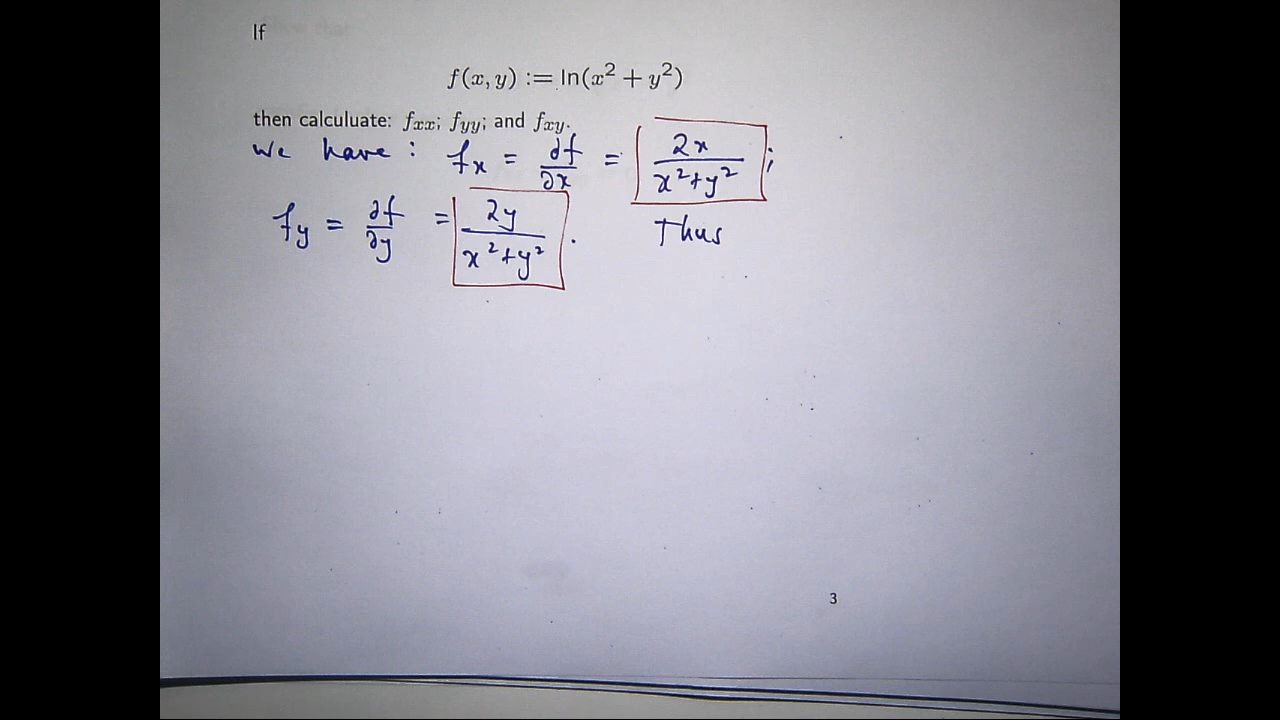 If
f(x, y) := ln(x² + y²)
then calculuate: fxx; fyy; and fxy.
We have : fx = ∂f/∂x = 2x/(x²+y²) ;
fy = ∂f/∂y = 2y/(x²+y²) . Thus
3